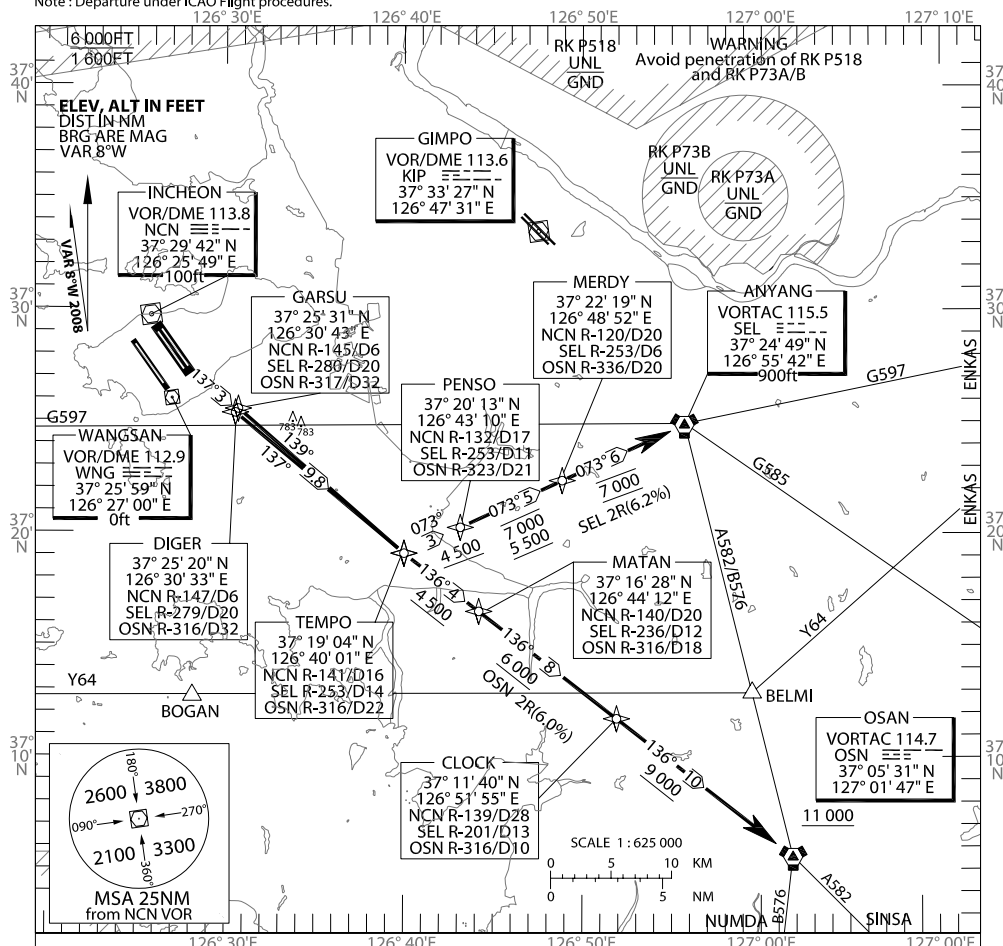 Note : Departure under ICAO Flight procedures.
126° 30'E
126° 40'E
126° 50'E
127° 00'E
127° 10'E
6 000FT
1 600FT
37°
40'
N
ELEV, ALT IN FEET
DIST IN NM
BRG ARE MAG
VAR 8°W
VAR 8°W 2008
RK P518
UNL
GND
WARNING
Avoid penetration of RK P518
and RK P73A/B
37°
40'
N
RK P73B
UNL
GND
RK P73A
UNL
GND
GIMPO
VOR/DME 113.6
KIP
37° 33' 27" N
126° 47' 31" E
INCHEON
VOR/DME 113.8
NCN
37° 29' 42" N
126° 25' 49" E
100ft
37°
30'
N
37°
30'
N
GARSU
37° 25' 31" N
126° 30' 43" E
NCN R-145/D6
SEL R-280/D20
OSN R-317/D32
MERDY
37° 22' 19" N
126° 48' 52" E
NCN R-120/D20
SEL R-253/D6
OSN R-336/D20
ANYANG
VORTAC 115.5
SEL
37° 24' 49" N
126° 55' 42" E
900ft
PENSO
37° 20' 13" N
126° 43' 10" E
NCN R-132/D17
SEL R-253/D11
OSN R-323/D21
G597
G597
ENKAS
137°
3
783
783
139°
137°
9.8
WANGSAN
VOR/DME 112.9
WNG
37° 25' 59" N
126° 27' 00" E
0ft
G585
ENKAS
073°
3
4 500
073°
5
7 000
5 500
073°
6
7 000
SEL 2R(6.2%)
37°
20'
N
37°
20'
N
DIGER
37° 25' 20" N
126° 30' 33" E
NCN R-147/D6
SEL R-279/D20
OSN R-316/D32
A582/B576
MATAN
37° 16' 28" N
126° 44' 12" E
NCN R-140/D20
SEL R-236/D12
OSN R-316/D18
136°
4
4 500
TEMPO
37° 19' 04" N
126° 40' 01" E
NCN R-141/D16
SEL R-253/D14
OSN R-316/D22
Y64
136°
8
6 000
OSN 2R(6.0%)
Y64
BOGAN
BELMI
136°
10
9 000
OSAN
VORTAC 114.7
OSN
37° 05' 31" N
127° 01' 47" E
37°
10'
N
37°
10'
N
CLOCK
37° 11' 40" N
126° 51' 55" E
NCN R-139/D28
SEL R-201/D13
OSN R-316/D10
11 000
180°
2600
3800
090°
270°
2100
3300
360°
MSA 25NM
from NCN VOR
SCALE 1 : 625 000
0
5
10
KM
0
5
NM
B576
A582
NUMDA
SINSA
126° 30'E
126° 40'E
126° 50'E
127° 00'E
127° 00'E